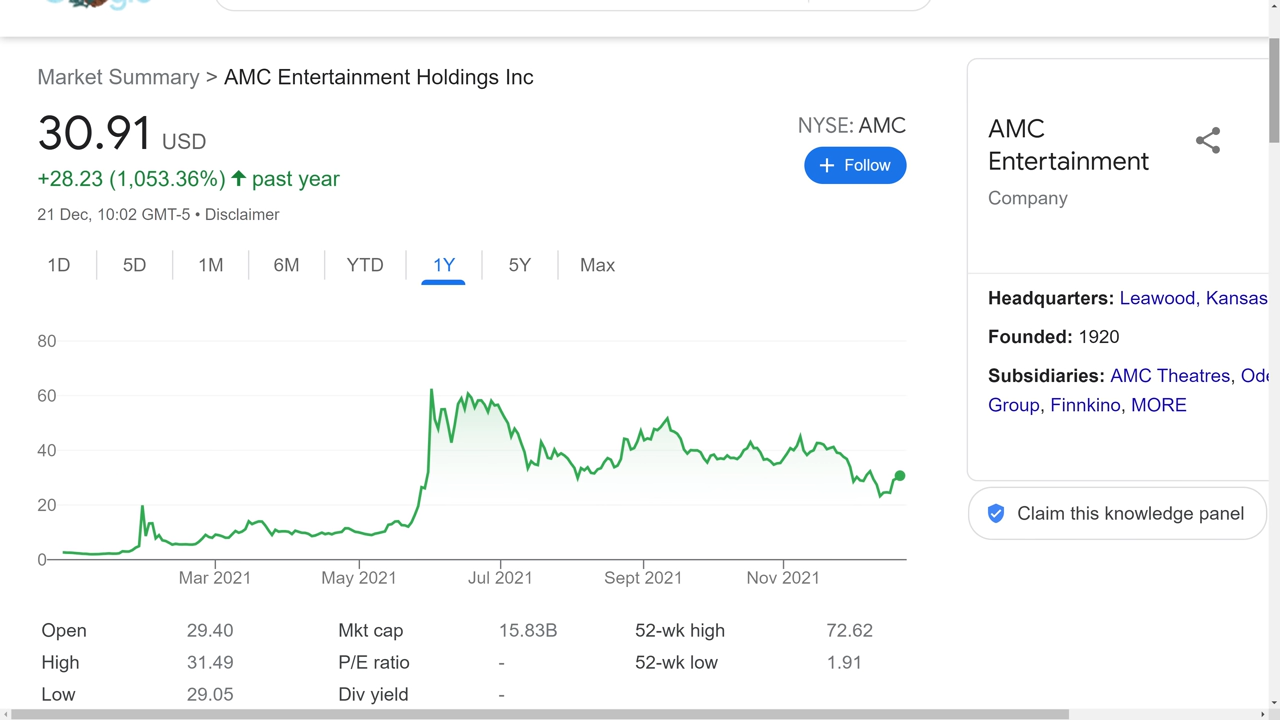 Market Summary > AMC Entertainment Holdings Inc
30.91 USD
+28.23 (1,053.36%) ↑ past year
21 Dec, 10:02 GMT-5 • Disclaimer
NYSE: AMC
+ Follow
1D 5D 1M 6M YTD 1Y 5Y Max
80
60
40
20
0
Mar 2021 May 2021 Jul 2021 Sept 2021 Nov 2021
Open 29.40 Mkt cap 15.83B 52-wk high 72.62
High 31.49 P/E ratio - 52-wk low 1.91
Low 29.05 Div yield -
AMC
Entertainment
Company
Headquarters: Leawood, Kansas
Founded: 1920
Subsidiaries: AMC Theatres,
Group, Finnkino, MORE
Claim this knowledge panel